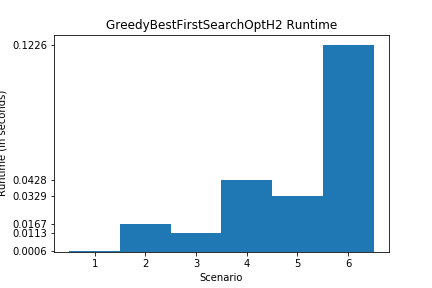 GreedyBestFirstSearchOptH2 Runtime
Runtime (in seconds)
0.1226
0.0428
0.0329
0.0167
0.0113
0.0006
1 2 3 4 5 6
Scenario